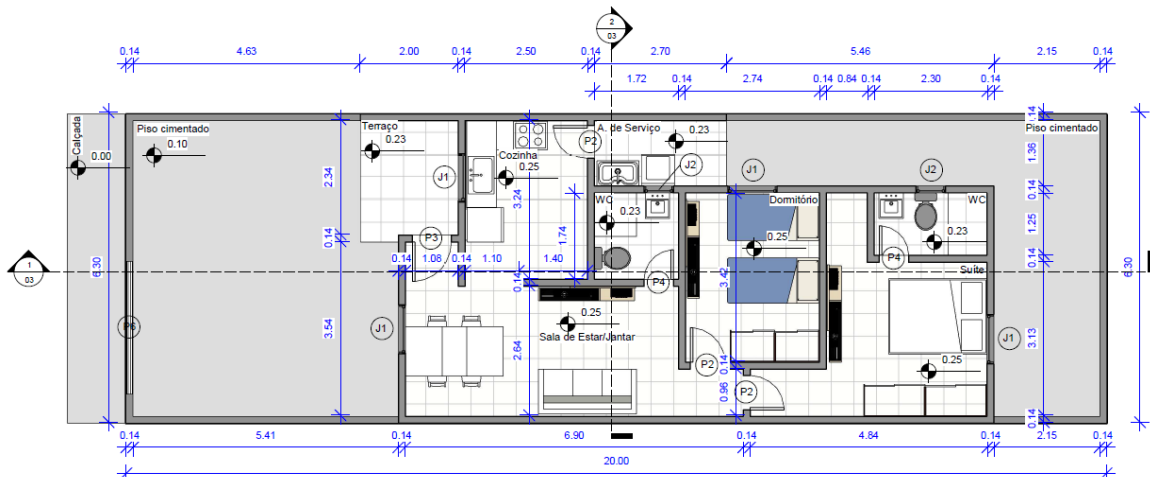 2
03
0.14 4.63 2.00 0.14 2.50 0.14 2.70 5.46 2.15 0.14
1.72 0.14 2.74 0.14 0.84 0.14 2.30 0.14
Calçada
0.00
Piso cimentado
0.10
Terraço
0.23
Cozinha
0.25
P2
A. de Serviço
0.23
J2
J1
J2
Piso cimentado
0.14
1.36
0.14
1.25
0.14
3.13
0.14
2.34
0.14
3.54
J1
3.24
1.74
WC
0.23
Dormitório
0.25
WC
0.23
P3
0.14 1.08 0.14 1.10 1.40
0.14
P4
3.42
P4
Suíte
1
03
6.30
6.30
P6
J1
0.25
Sala de Estar/Jantar
2.64
P2
0.14
0.96
P2
0.25
J1
0.14 5.41 0.14 6.90 0.14 4.84 0.14 2.15 0.14
20.00